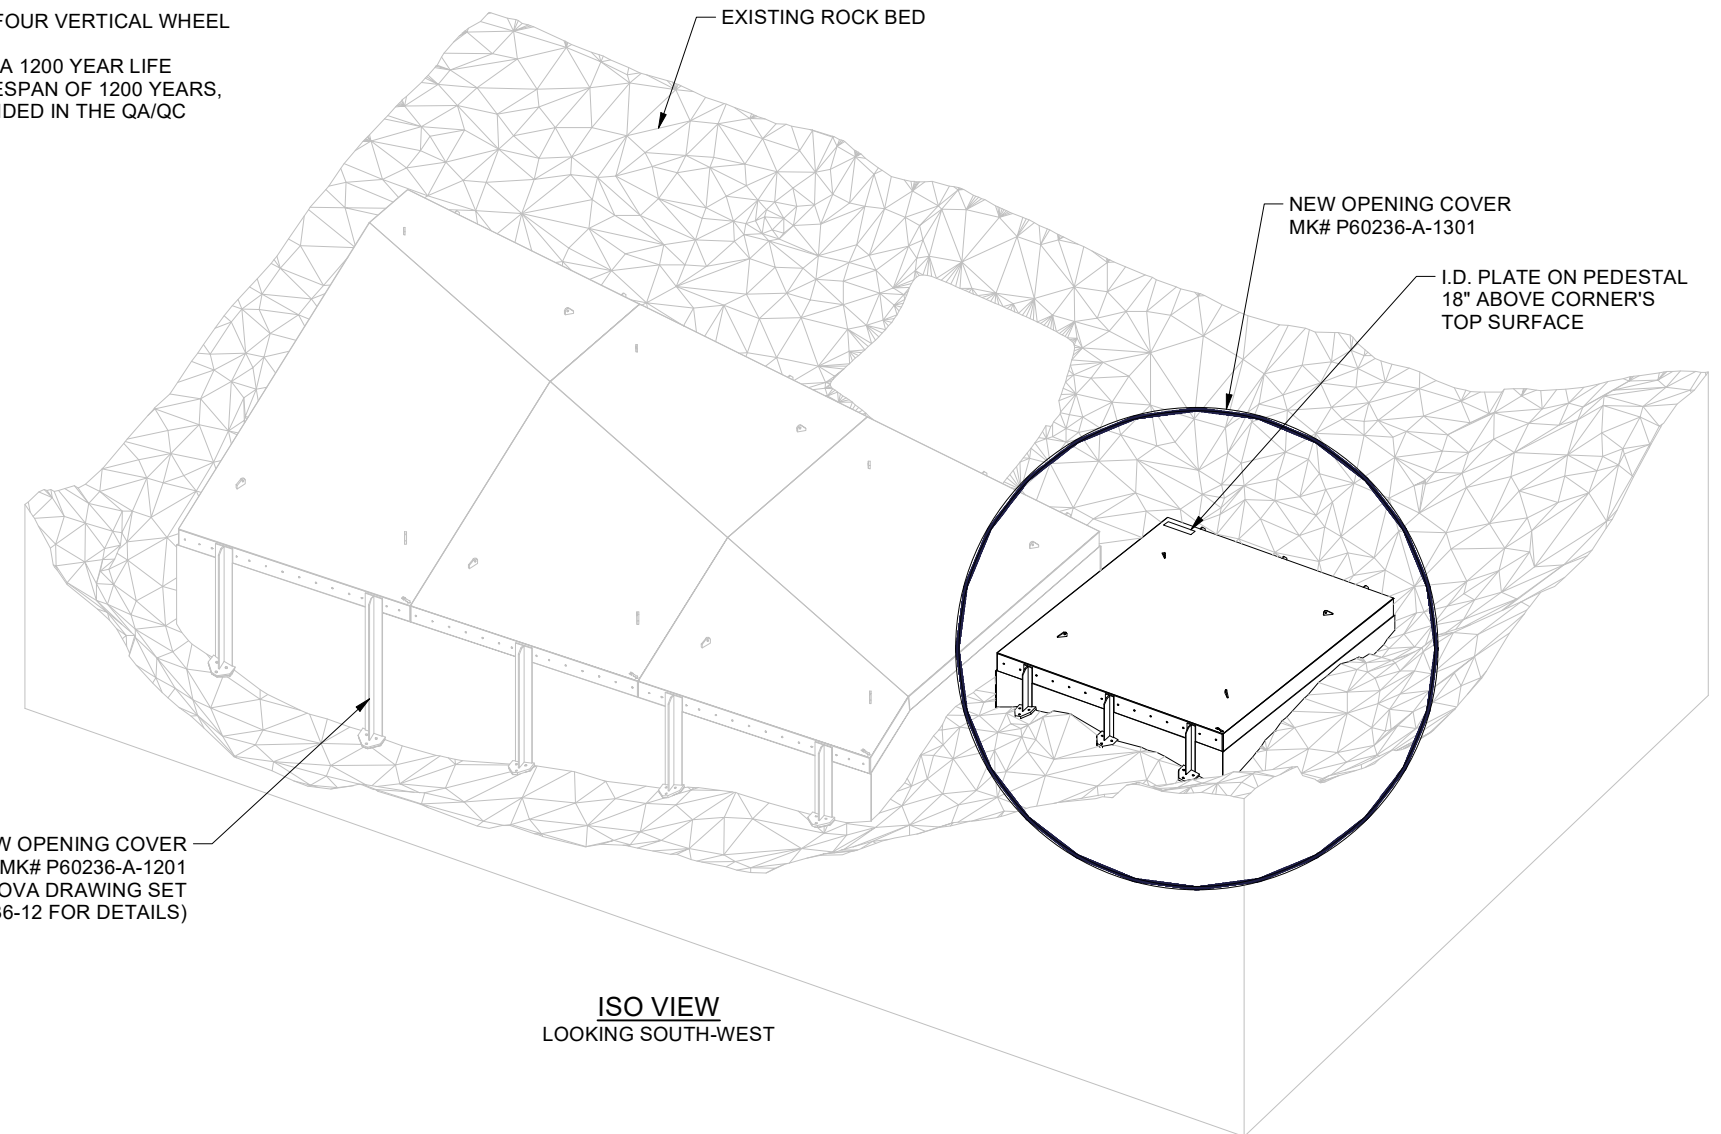 FOUR VERTICAL WHEEL
A 1200 YEAR LIFE
ESPAN OF 1200 YEARS,
IDED IN THE QA/QC
EXISTING ROCK BED
NEW OPENING COVER
MK# P60236-A-1301
I.D. PLATE ON PEDESTAL
18" ABOVE CORNER'S
TOP SURFACE
W OPENING COVER
MK# P60236-A-1201
OVA DRAWING SET
36-12 FOR DETAILS)
ISO VIEW
LOOKING SOUTH-WEST